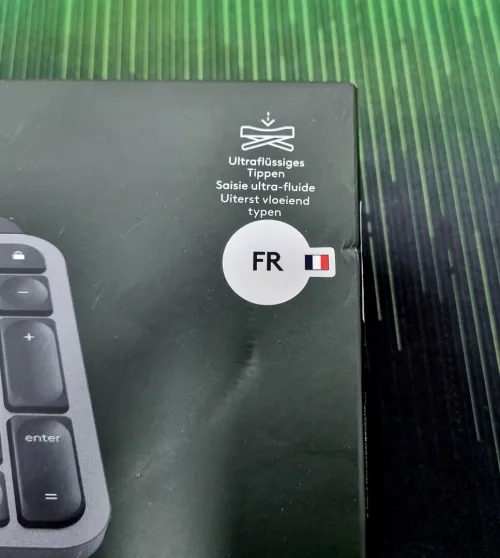 Ultraflüssiges
Tippen
Saisie ultra-fluide
Uiterst vloeiend
typen
FR
−
+
enter
=